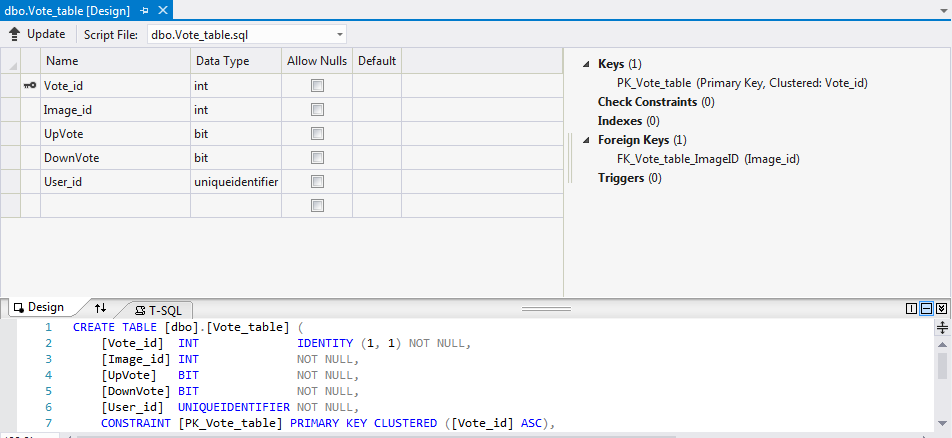 dbo.Vote_table [Design]
Update Script File: dbo.Vote_table.sql
Name Data Type Allow Nulls Default
Vote_id int
Image_id int
UpVote bit
DownVote bit
User_id uniqueidentifier
Keys (1)
PK_Vote_table (Primary Key, Clustered: Vote_id)
Check Constraints (0)
Indexes (0)
Foreign Keys (1)
FK_Vote_table_ImageID (Image_id)
Triggers (0)
Design T-SQL
1 CREATE TABLE [dbo].[Vote_table] (
2 [Vote_id] INT IDENTITY (1, 1) NOT NULL,
3 [Image_id] INT NOT NULL,
4 [UpVote] BIT NOT NULL,
5 [DownVote] BIT NOT NULL,
6 [User_id] UNIQUEIDENTIFIER NOT NULL,
7 CONSTRAINT [PK_Vote_table] PRIMARY KEY CLUSTERED ([Vote_id] ASC),